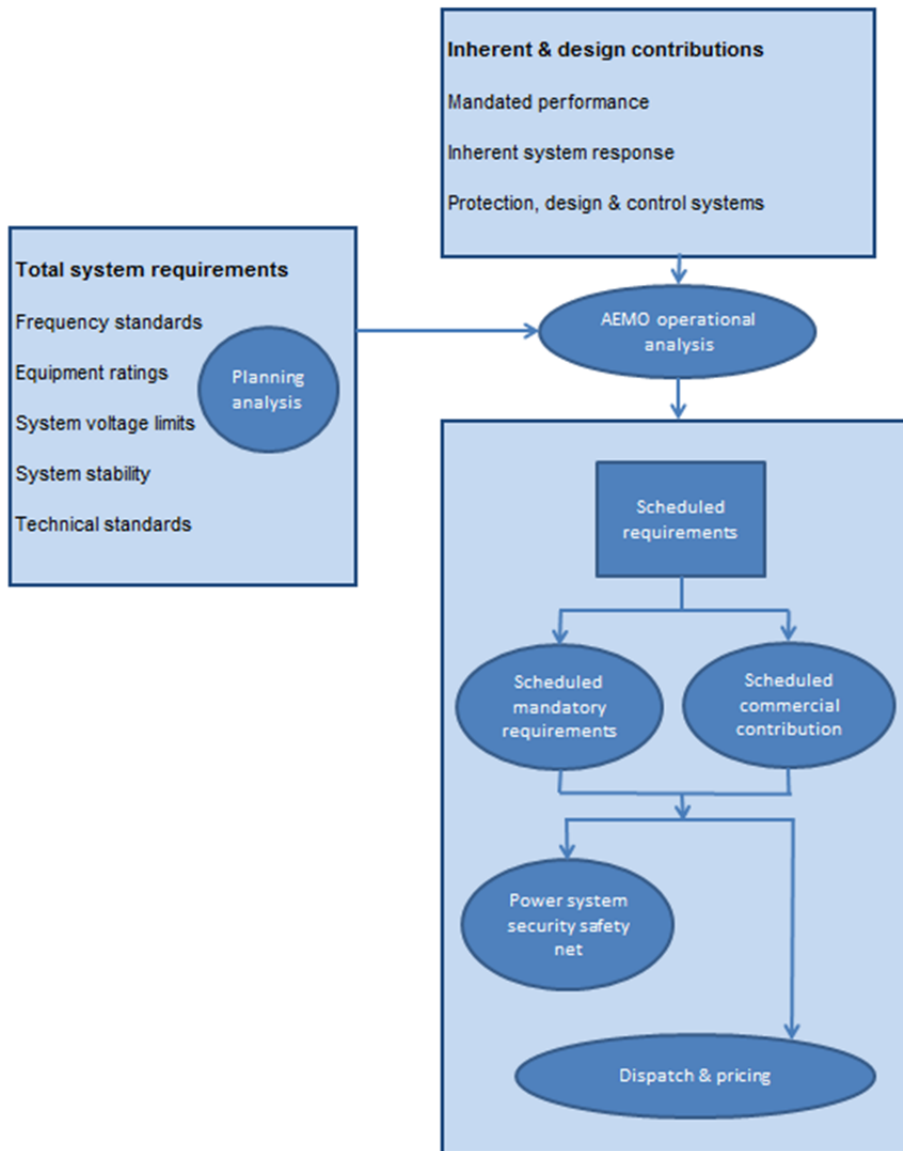 Inherent & design contributions
Mandated performance
Inherent system response
Protection, design & control systems
Total system requirements
Frequency standards
Equipment ratings
System voltage limits
System stability
Technical standards
Planning
analysis
AEMO operational
analysis
Scheduled
requirements
Scheduled
mandatory
requirements
Scheduled
commercial
contribution
Power system
security safety
net
Dispatch & pricing